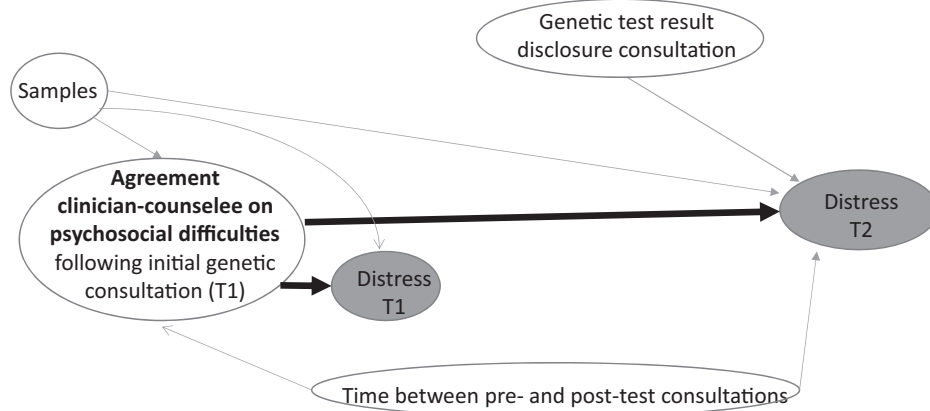 Genetic test result
disclosure consultation
Samples
Agreement
clinician-counselee on
psychosocial difficulties
following initial genetic
consultation (T1)
Distress
T2
Distress
T1
Time between pre- and post-test consultations